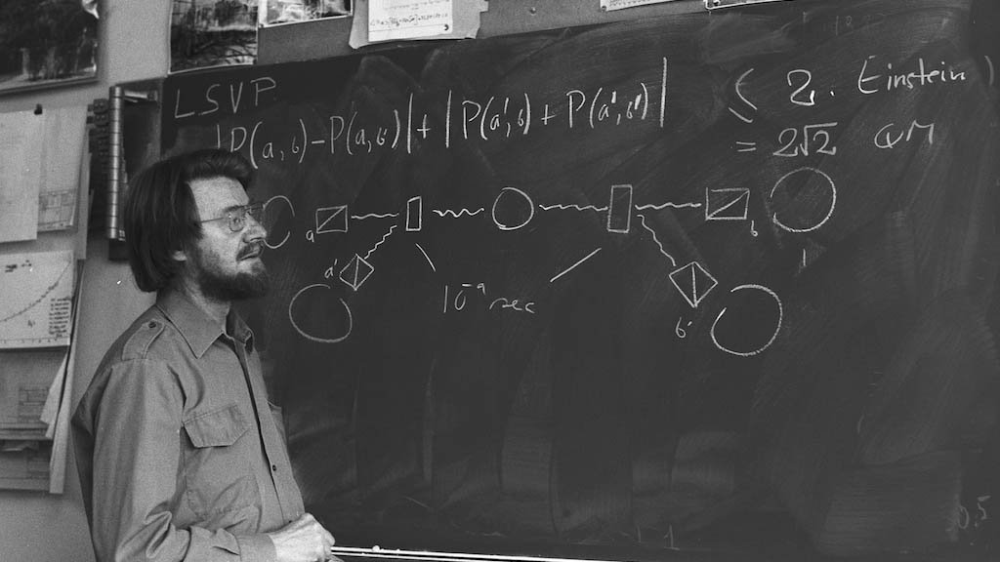 LSVP.
|P(a,b)-P(a,b')|+|P(a',b)+P(a',b')| ( 2. Einstein )
= 2√2 QM
a b
a'
10⁻⁹ sec
b'